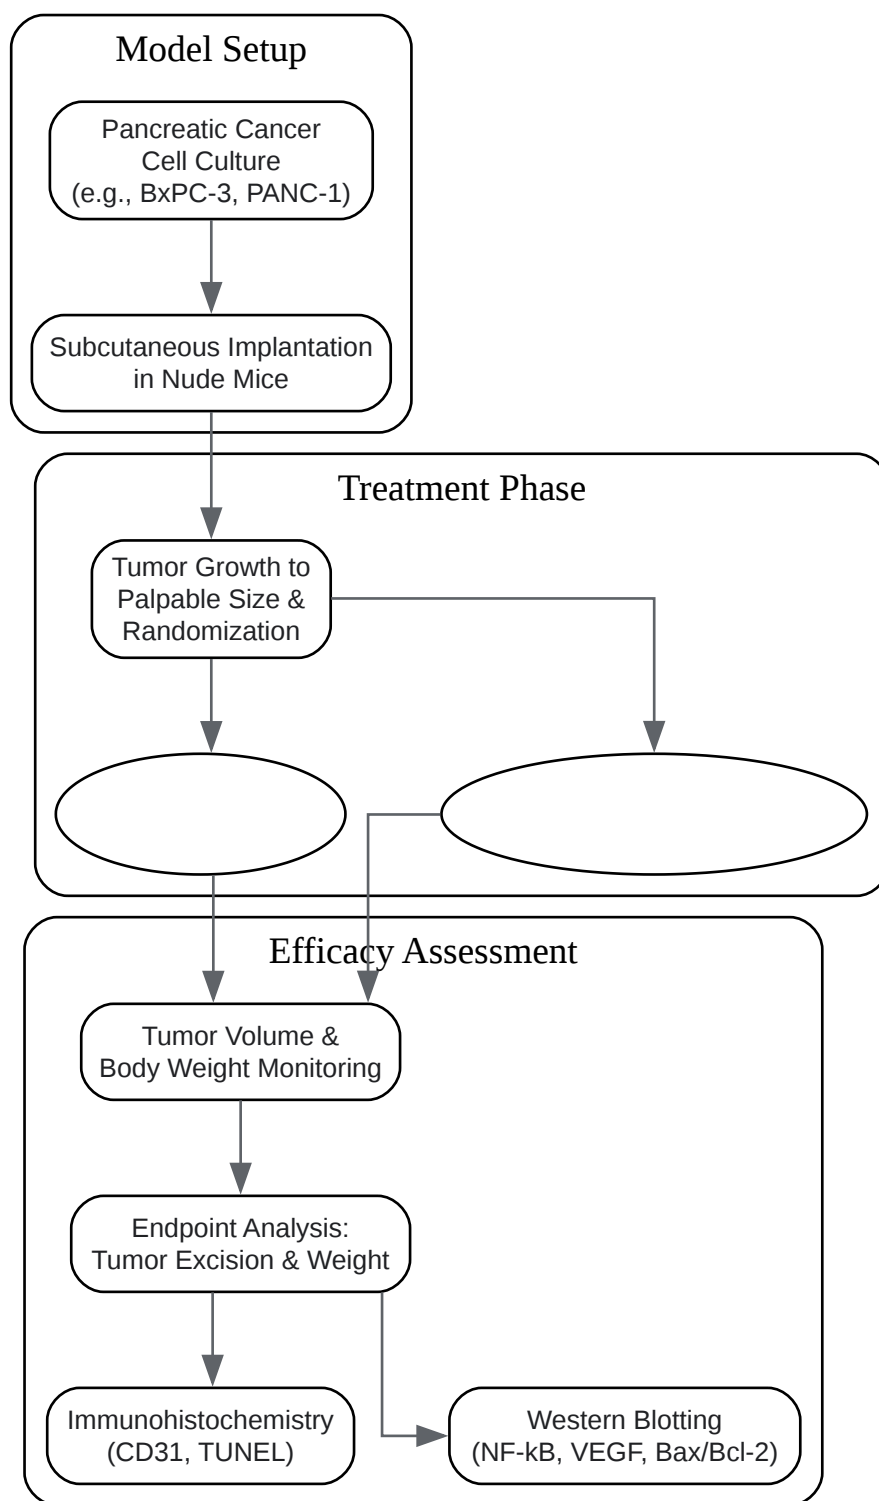 Model Setup
Pancreatic Cancer
Cell Culture
(e.g., BxPC-3, PANC-1)
Subcutaneous Implantation
in Nude Mice
Treatment Phase
Tumor Growth to
Palpable Size &
Randomization
Efficacy Assessment
Tumor Volume &
Body Weight Monitoring
Endpoint Analysis:
Tumor Excision & Weight
Immunohistochemistry
(CD31, TUNEL)
Western Blotting
(NF-kB, VEGF, Bax/Bcl-2)